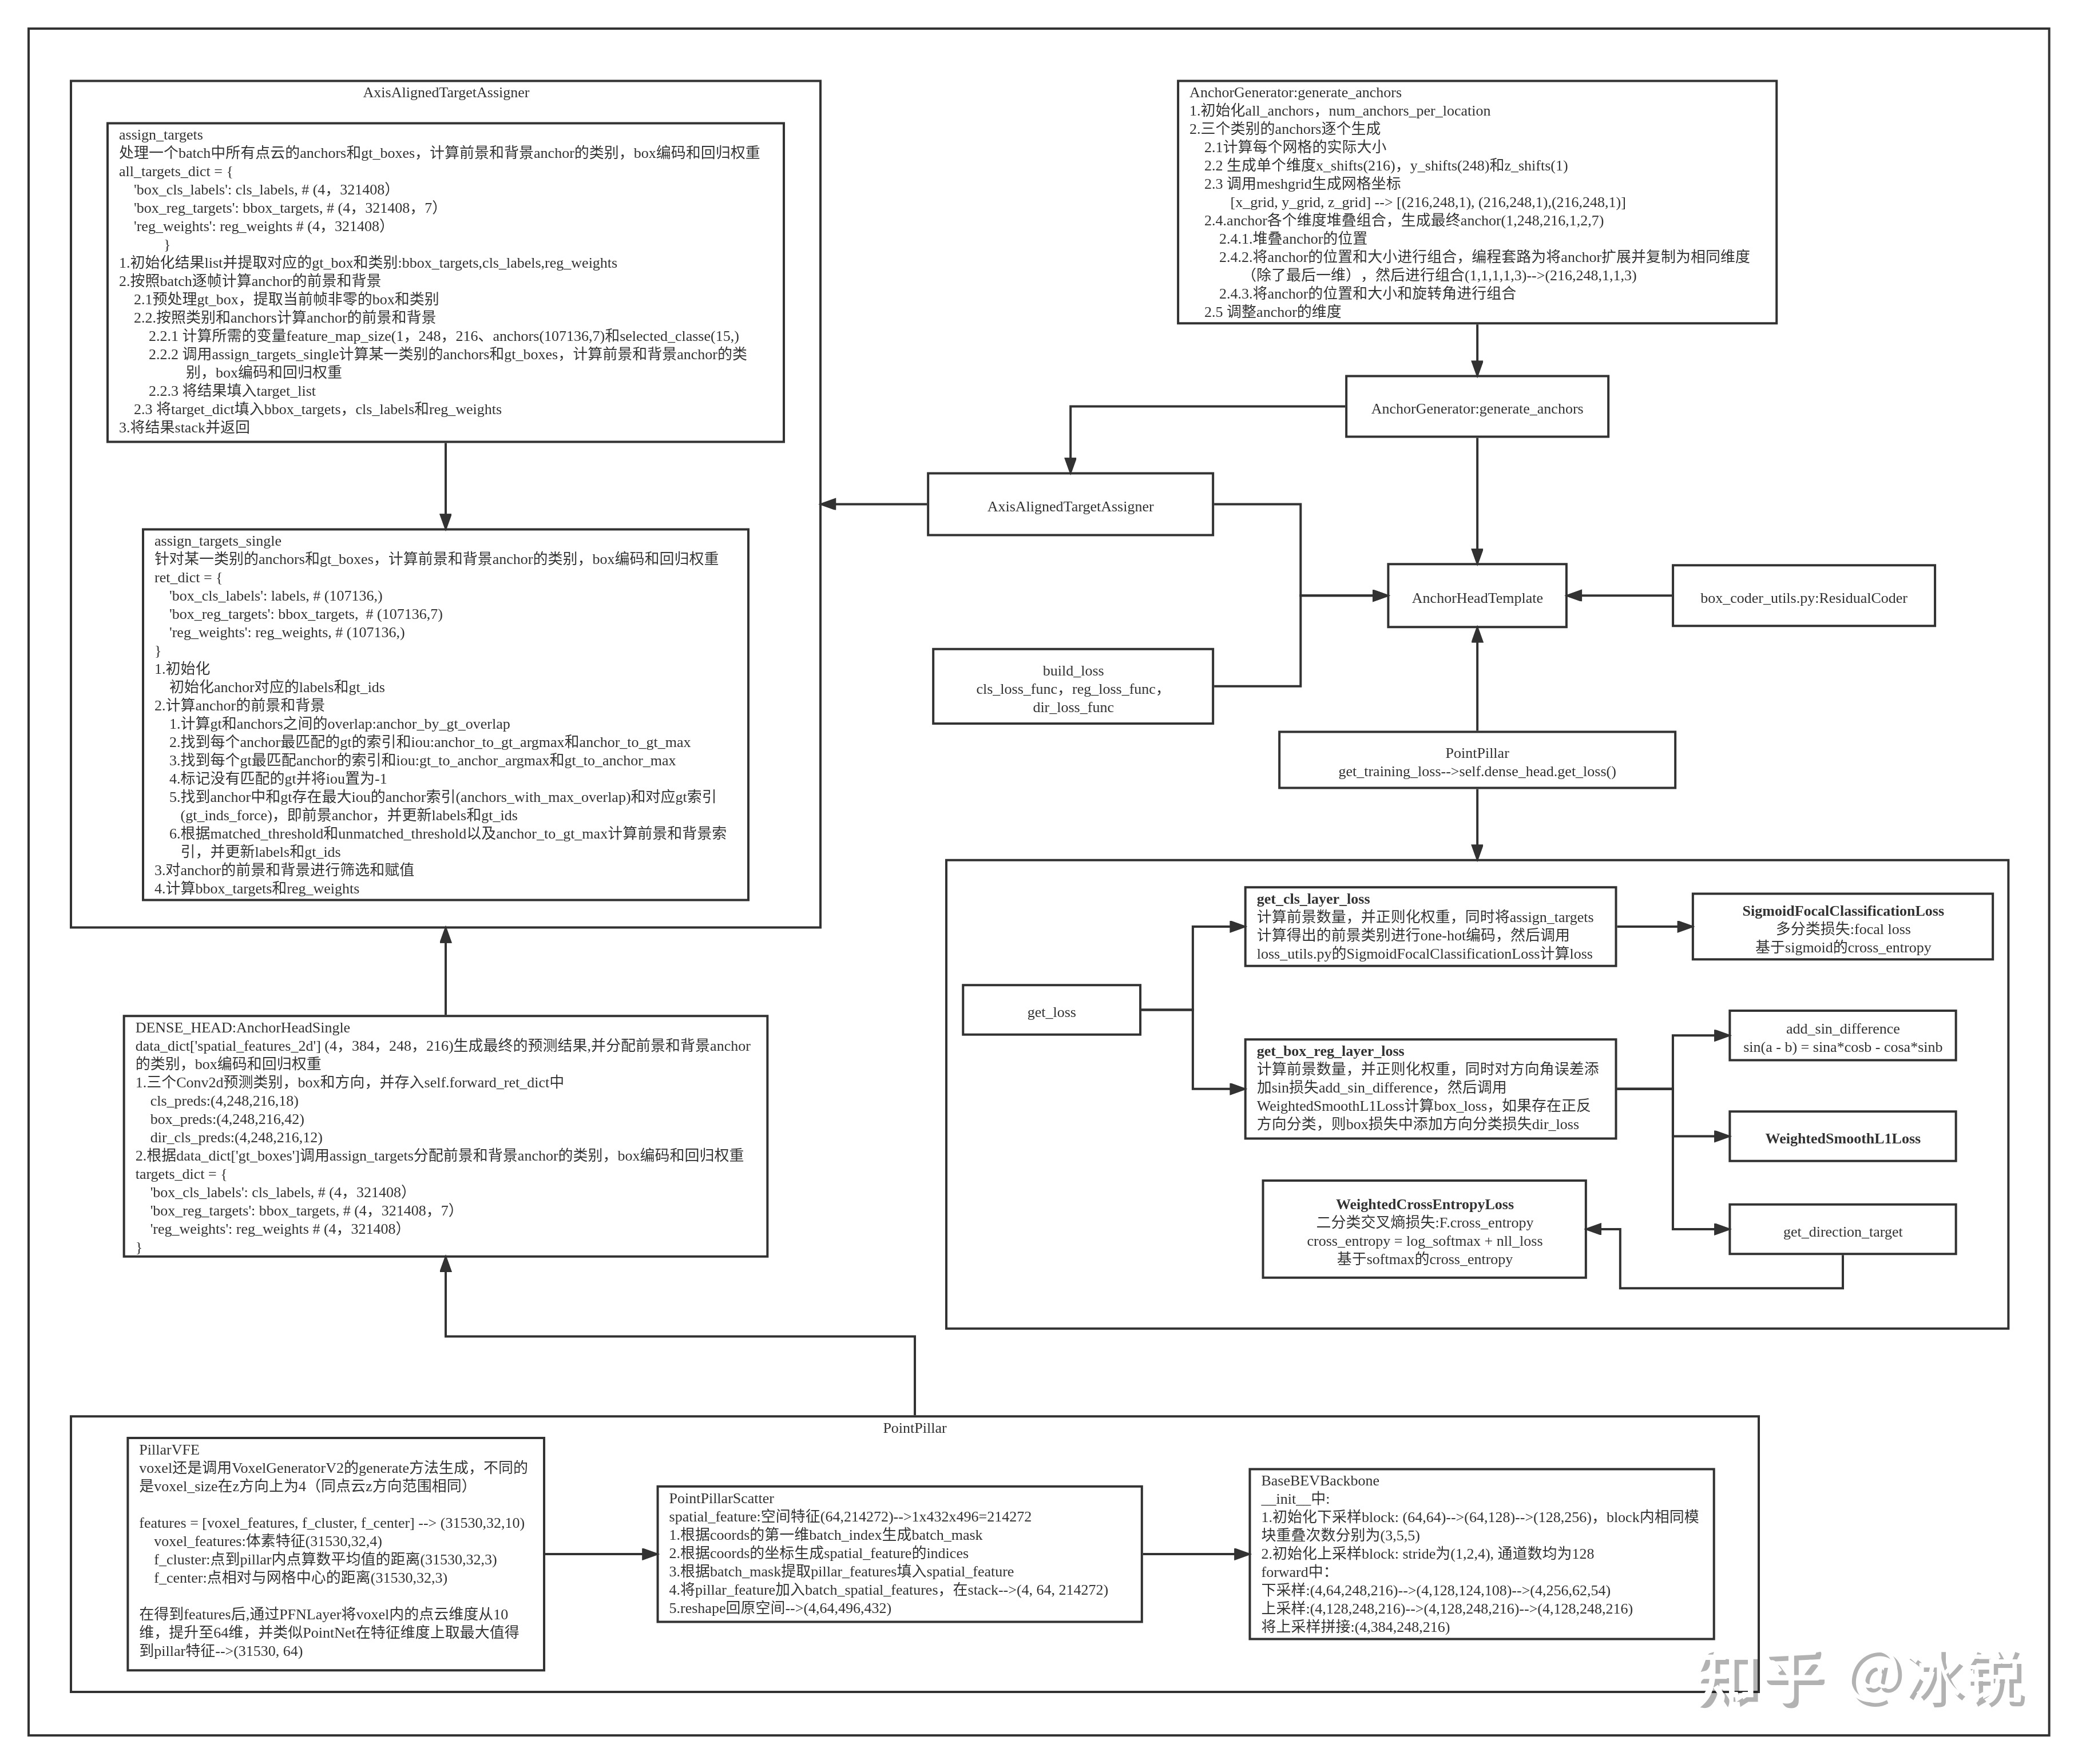 AxisAlignedTargetAssigner
assign_targets
处理一个batch中所有点云的anchors和gt_boxes，计算前景和背景anchor的类别，box编码和回归权重
all_targets_dict = {
'box_cls_labels': cls_labels, # (4，321408）
'box_reg_targets': bbox_targets, # (4，321408，7）
'reg_weights': reg_weights # (4，321408）
}
1.初始化结果list并提取对应的gt_box和类别:bbox_targets,cls_labels,reg_weights
2.按照batch逐帧计算anchor的前景和背景
2.1预处理gt_box，提取当前帧非零的box和类别
2.2.按照类别和anchors计算anchor的前景和背景
2.2.1 计算所需的变量feature_map_size(1，248，216、anchors(107136,7)和selected_classe(15,)
2.2.2 调用assign_targets_single计算某一类别的anchors和gt_boxes，计算前景和背景anchor的类
别，box编码和回归权重
2.2.3 将结果填入target_list
2.3 将target_dict填入bbox_targets，cls_labels和reg_weights
3.将结果stack并返回
assign_targets_single
针对某一类别的anchors和gt_boxes，计算前景和背景anchor的类别，box编码和回归权重
ret_dict = {
'box_cls_labels': labels, # (107136,)
'box_reg_targets': bbox_targets,  # (107136,7)
'reg_weights': reg_weights, # (107136,)
}
1.初始化
初始化anchor对应的labels和gt_ids
2.计算anchor的前景和背景
1.计算gt和anchors之间的overlap:anchor_by_gt_overlap
2.找到每个anchor最匹配的gt的索引和iou:anchor_to_gt_argmax和anchor_to_gt_max
3.找到每个gt最匹配anchor的索引和iou:gt_to_anchor_argmax和gt_to_anchor_max
4.标记没有匹配的gt并将iou置为-1
5.找到anchor中和gt存在最大iou的anchor索引(anchors_with_max_overlap)和对应gt索引
(gt_inds_force)，即前景anchor，并更新labels和gt_ids
6.根据matched_threshold和unmatched_threshold以及anchor_to_gt_max计算前景和背景索
引，并更新labels和gt_ids
3.对anchor的前景和背景进行筛选和赋值
4.计算bbox_targets和reg_weights
AnchorGenerator:generate_anchors
1.初始化all_anchors，num_anchors_per_location
2.三个类别的anchors逐个生成
2.1计算每个网格的实际大小
2.2 生成单个维度x_shifts(216)，y_shifts(248)和z_shifts(1)
2.3 调用meshgrid生成网格坐标
[x_grid, y_grid, z_grid] --> [(216,248,1), (216,248,1),(216,248,1)]
2.4.anchor各个维度堆叠组合，生成最终anchor(1,248,216,1,2,7)
2.4.1.堆叠anchor的位置
2.4.2.将anchor的位置和大小进行组合，编程套路为将anchor扩展并复制为相同维度
（除了最后一维），然后进行组合(1,1,1,1,3)-->(216,248,1,1,3)
2.4.3.将anchor的位置和大小和旋转角进行组合
2.5 调整anchor的维度
AnchorGenerator:generate_anchors
AxisAlignedTargetAssigner
AnchorHeadTemplate
box_coder_utils.py:ResidualCoder
build_loss
cls_loss_func，reg_loss_func，
dir_loss_func
PointPillar
get_training_loss-->self.dense_head.get_loss()
get_loss
get_cls_layer_loss
计算前景数量，并正则化权重，同时将assign_targets
计算得出的前景类别进行one-hot编码，然后调用
loss_utils.py的SigmoidFocalClassificationLoss计算loss
SigmoidFocalClassificationLoss
多分类损失:focal loss
基于sigmoid的cross_entropy
get_box_reg_layer_loss
计算前景数量，并正则化权重，同时对方向角误差添
加sin损失add_sin_difference，然后调用
WeightedSmoothL1Loss计算box_loss，如果存在正反
方向分类，则box损失中添加方向分类损失dir_loss
add_sin_difference
sin(a - b) = sina*cosb - cosa*sinb
WeightedSmoothL1Loss
get_direction_target
WeightedCrossEntropyLoss
二分类交叉熵损失:F.cross_entropy
cross_entropy = log_softmax + nll_loss
基于softmax的cross_entropy
DENSE_HEAD:AnchorHeadSingle
data_dict['spatial_features_2d'] (4，384，248，216)生成最终的预测结果,并分配前景和背景anchor
的类别，box编码和回归权重
1.三个Conv2d预测类别，box和方向，并存入self.forward_ret_dict中
cls_preds:(4,248,216,18)
box_preds:(4,248,216,42)
dir_cls_preds:(4,248,216,12)
2.根据data_dict['gt_boxes']调用assign_targets分配前景和背景anchor的类别，box编码和回归权重
targets_dict = {
'box_cls_labels': cls_labels, # (4，321408）
'box_reg_targets': bbox_targets, # (4，321408，7）
'reg_weights': reg_weights # (4，321408）
}
PointPillar
PillarVFE
voxel还是调用VoxelGeneratorV2的generate方法生成，不同的
是voxel_size在z方向上为4（同点云z方向范围相同）
features = [voxel_features, f_cluster, f_center] --> (31530,32,10)
voxel_features:体素特征(31530,32,4)
f_cluster:点到pillar内点算数平均值的距离(31530,32,3)
f_center:点相对与网格中心的距离(31530,32,3)
在得到features后,通过PFNLayer将voxel内的点云维度从10
维，提升至64维，并类似PointNet在特征维度上取最大值得
到pillar特征-->(31530, 64)
PointPillarScatter
spatial_feature:空间特征(64,214272)-->1x432x496=214272
1.根据coords的第一维batch_index生成batch_mask
2.根据coords的坐标生成spatial_feature的indices
3.根据batch_mask提取pillar_features填入spatial_feature
4.将pillar_feature加入batch_spatial_features，在stack-->(4, 64, 214272)
5.reshape回原空间-->(4,64,496,432)
BaseBEVBackbone
__init__中:
1.初始化下采样block: (64,64)-->(64,128)-->(128,256)，block内相同模
块重叠次数分别为(3,5,5)
2.初始化上采样block: stride为(1,2,4), 通道数均为128
forward中：
下采样:(4,64,248,216)-->(4,128,124,108)-->(4,256,62,54)
上采样:(4,128,248,216)-->(4,128,248,216)-->(4,128,248,216)
将上采样拼接:(4,384,248,216)
知乎 @冰锐